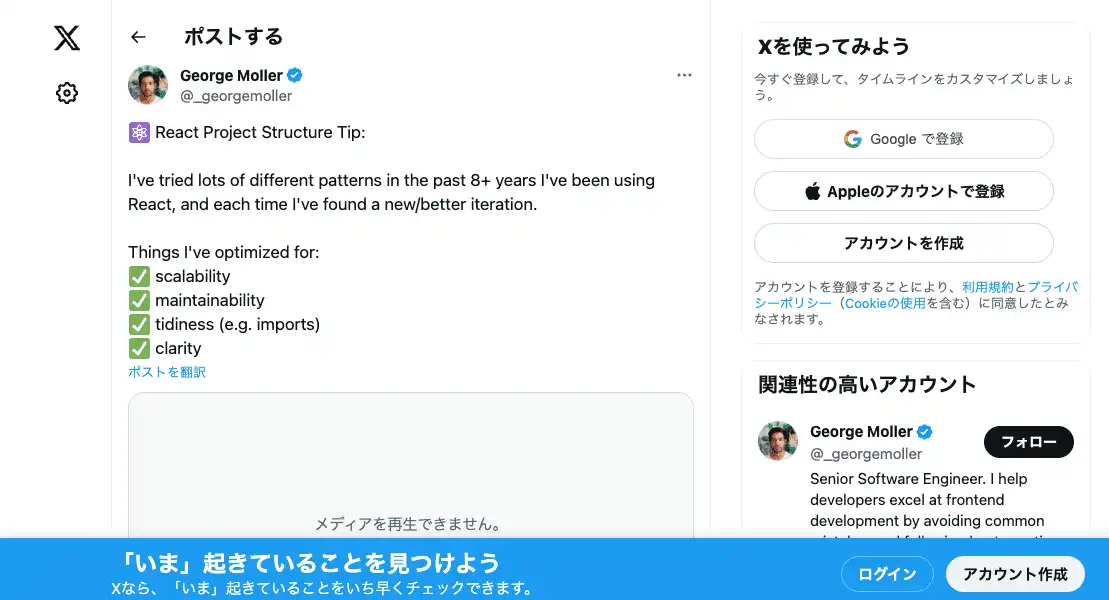 ポストする
George Moller
@_georgemoller
React Project Structure Tip:
I've tried lots of different patterns in the past 8+ years I've been using
React, and each time I've found a new/better iteration.
Things I've optimized for:
✅ scalability
✅ maintainability
✅ tidiness (e.g. imports)
✅ clarity
ポストを翻訳
メディアを再生できません。
Xを使ってみよう
今すぐ登録して、タイムラインをカスタマイズしましょ
う。
Google で登録
Appleのアカウントで登録
アカウントを作成
アカウントを登録することにより、利用規約とプライバ
シーポリシー（Cookieの使用を含む）に同意したとみ
なされます。
関連性の高いアカウント
George Moller
@_georgemoller
フォロー
Senior Software Engineer. I help
developers excel at frontend
development by avoiding common
「いま」起きていることを見つけよう
Xなら、「いま」起きていることをいち早くチェックできます。
ログイン
アカウント作成